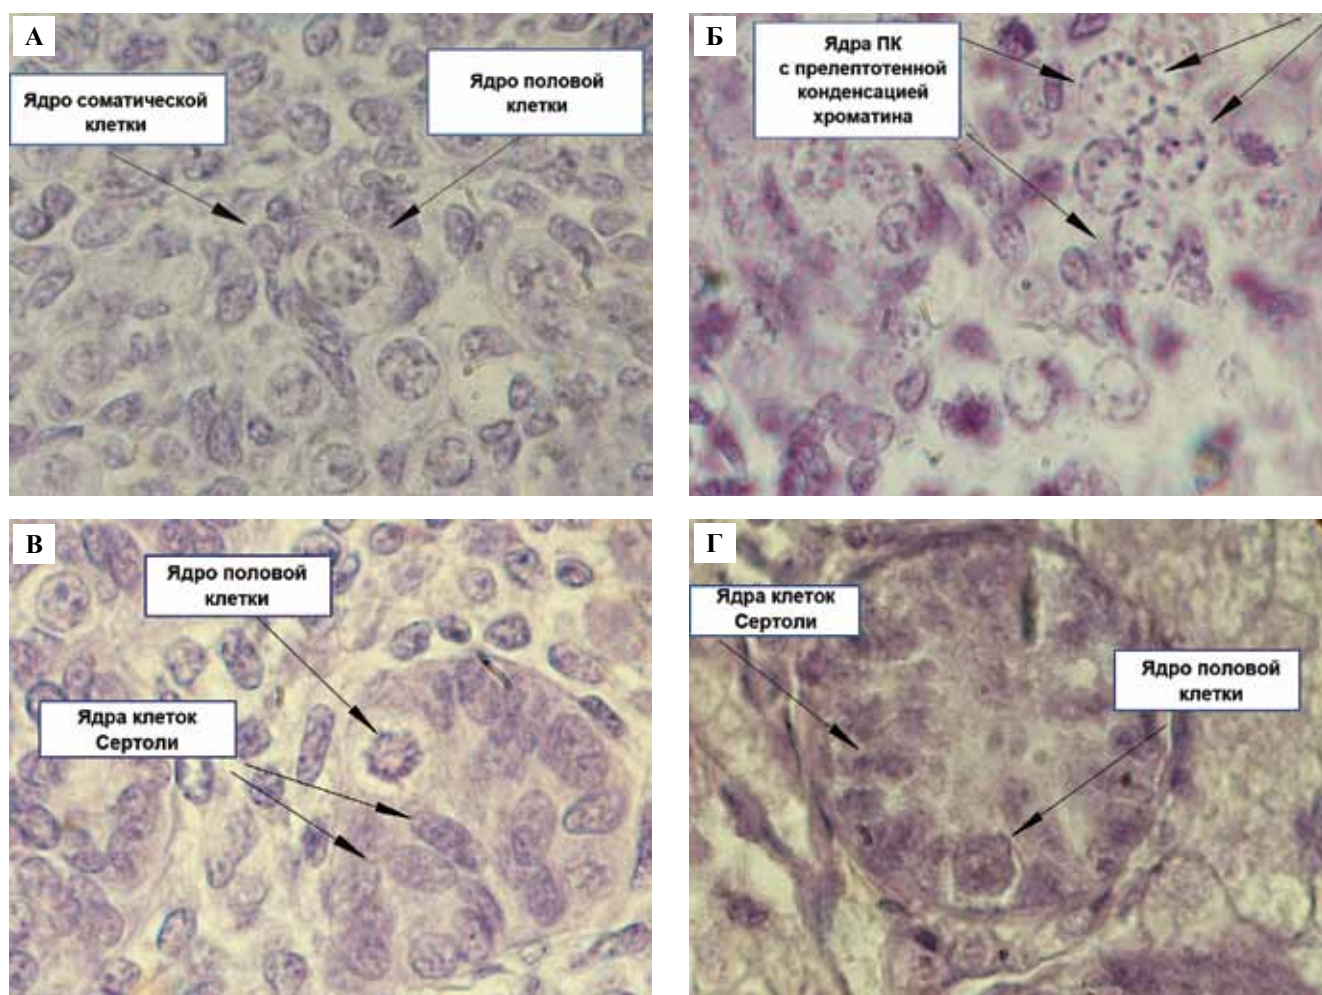 А
Ядро соматической
клетки
Ядро половой
клетки
Б
Ядра ПК
с прелептотенной
конденсацией
хроматина
В
Ядро половой
клетки
Ядра клеток
Сертоли
Г
Ядра клеток
Сертоли
Ядро половой
клетки